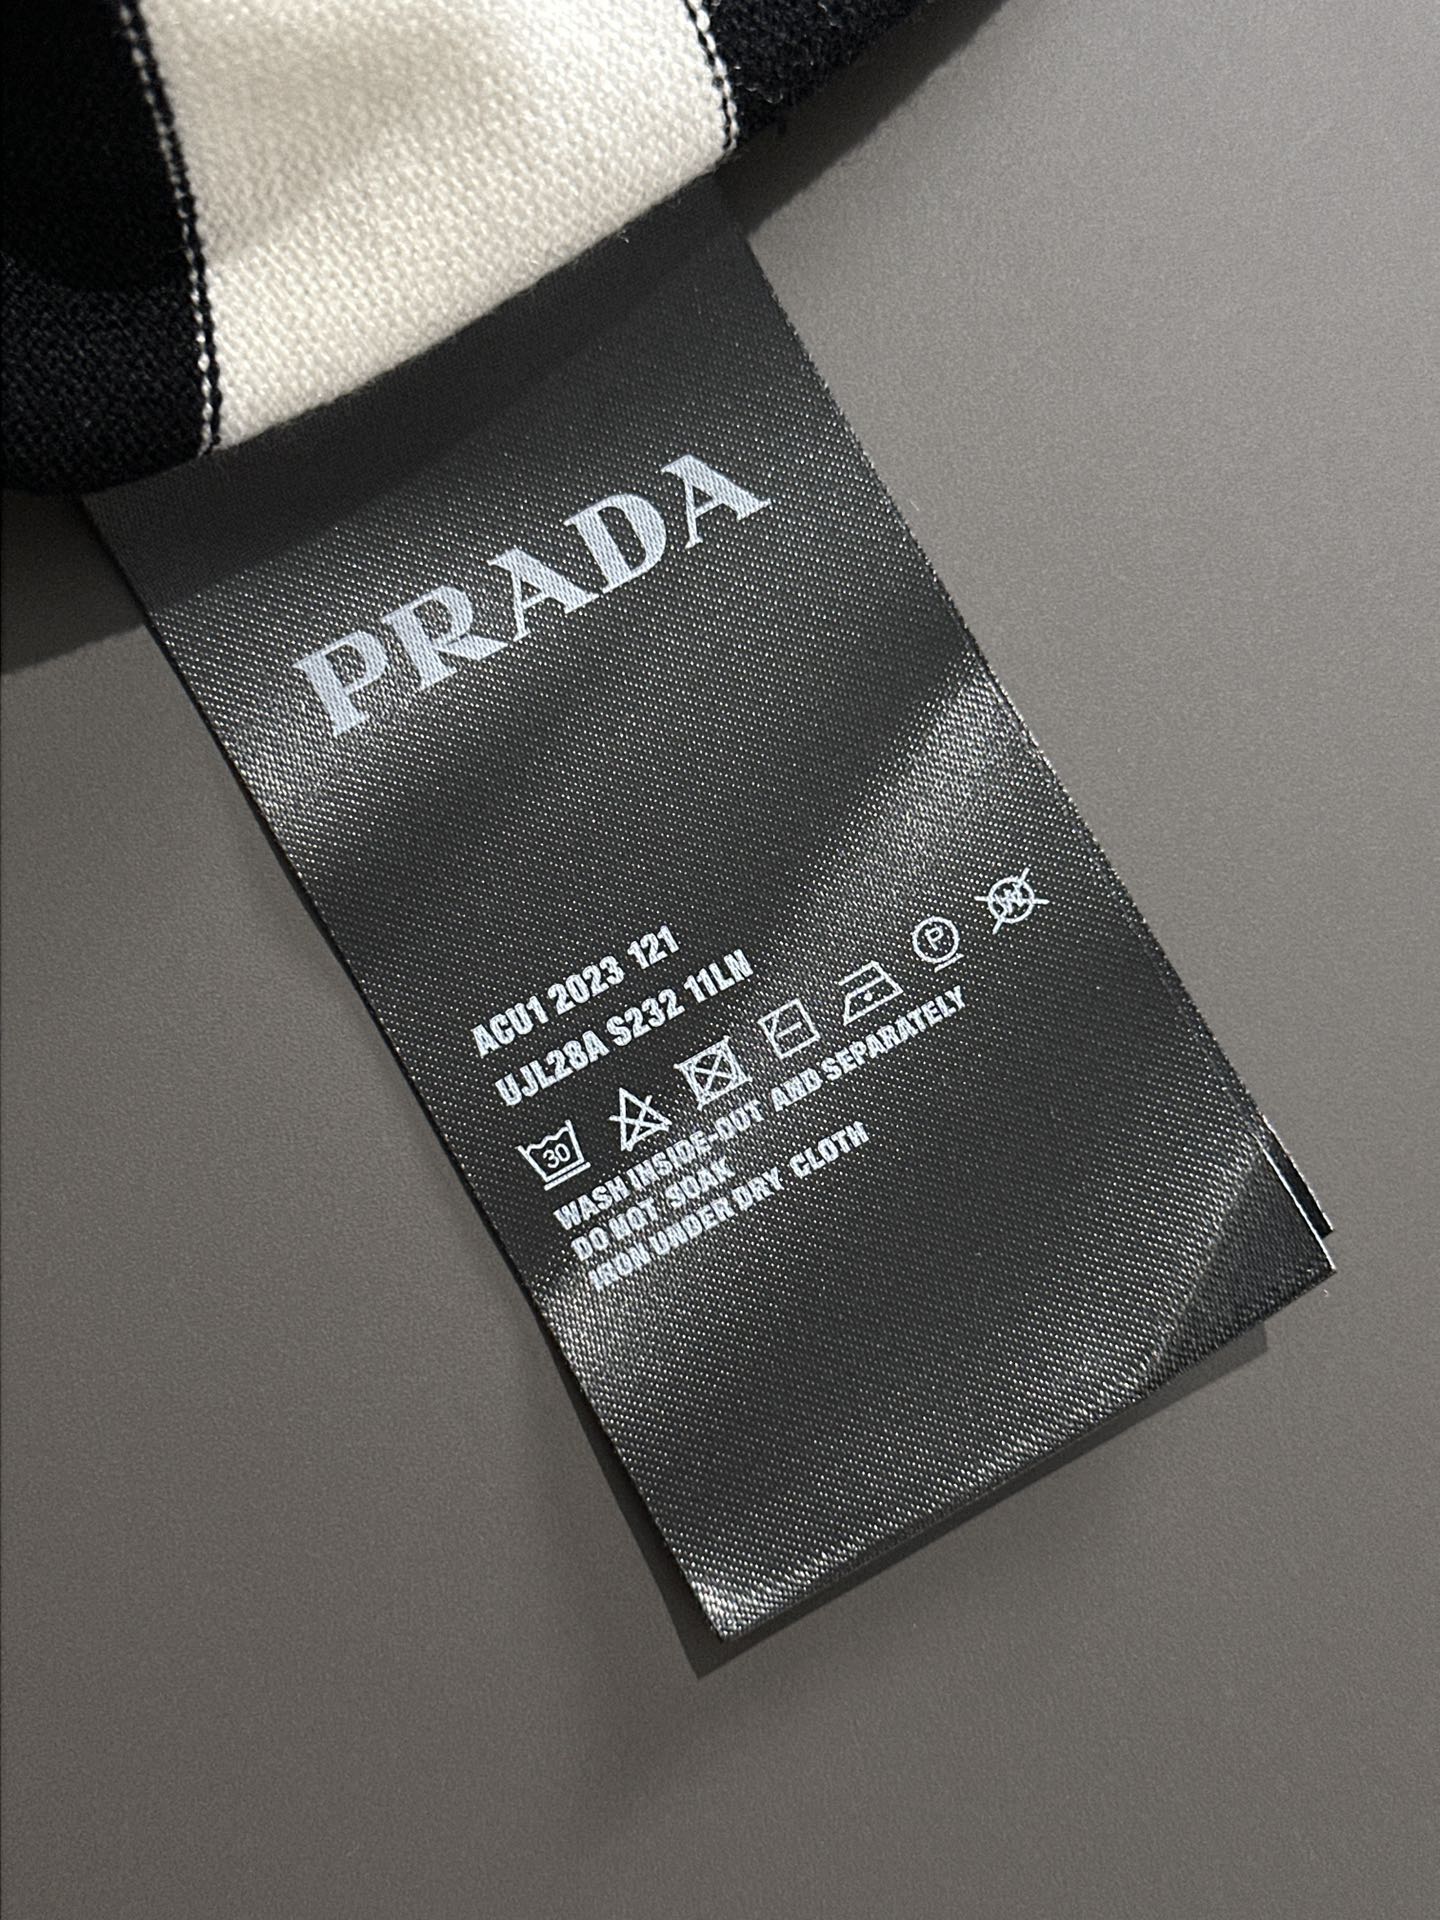 PRADA
ACU1 2023 121
UJL28A S232 11LN
30
P
W
WASH INSIDE-OUT AND SEPARATELY
DO NOT SOAK
IRON UNDER DRY CLOTH